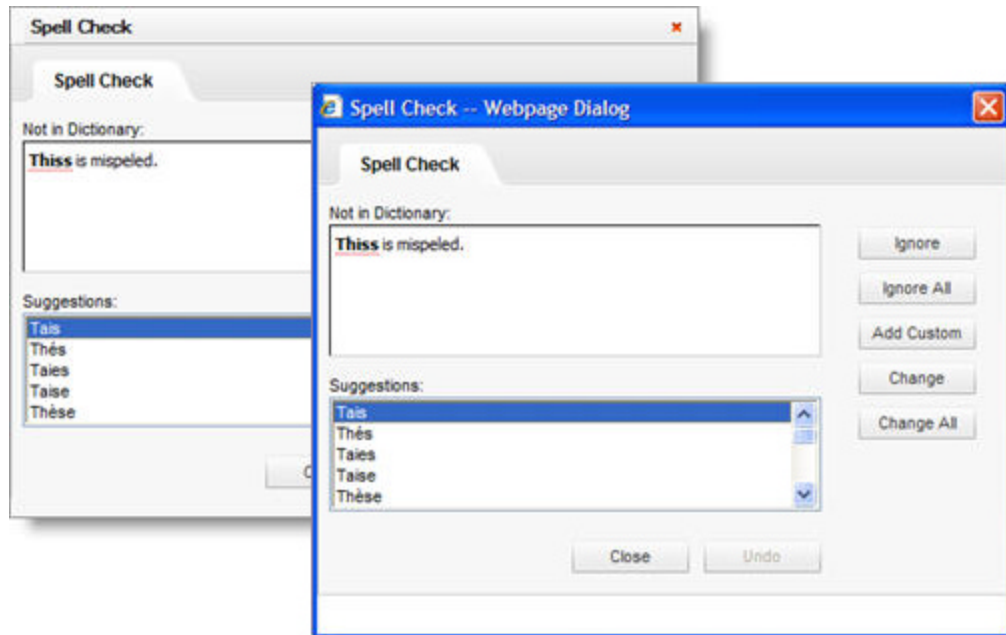 Spell Check
Spell Check
Not in Dictionary:
Thiss is mispeled.
Suggestions:
Tais
Thés
Taies
Taise
Thèse
C
Spell Check -- Webpage Dialog
Spell Check
Not in Dictionary:
Thiss is mispeled.
Suggestions:
Tais
Thés
Taies
Taise
Thèse
Ignore
Ignore All
Add Custom
Change
Change All
Close
Undo